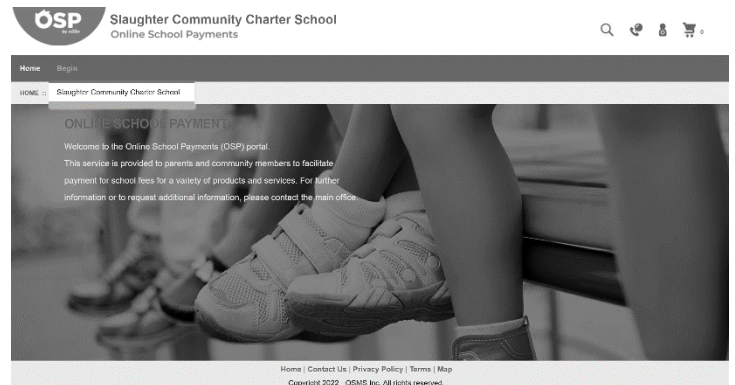 OSP
Slaughter Community Charter School
Online School Payments
0
Home Begin
HOME :: Slaughter Community Charter School
ONLINE SCHOOL PAYMENTS
Welcome to the Online School Payments (OSP) portal.
This service is provided to parents and community members to facilitate
payment for school fees for a variety of products and services. For further
information or to request additional information, please contact the main office.
Home | Contact Us | Privacy Policy | Terms | Map
Copyright 2022 OSMS Inc. All rights reserved.